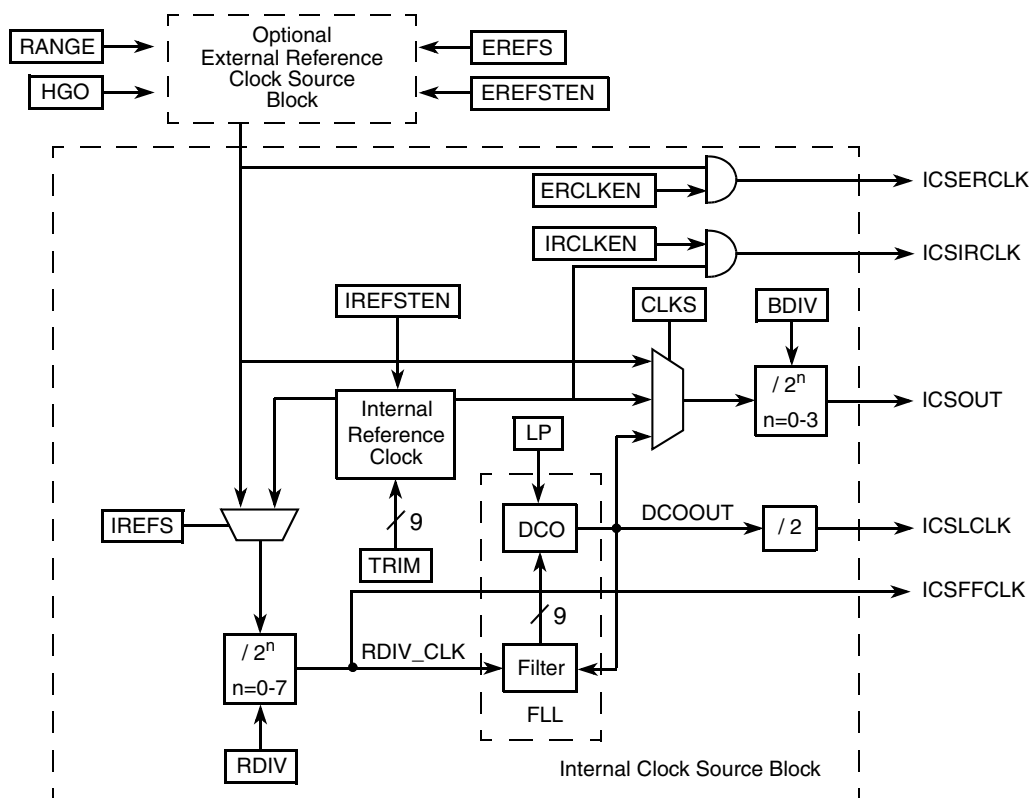 Optional
External Reference
Clock Source
Block
RANGE
HGO
EREFS
EREFSTEN
ERCLKEN
ICSERCLK
IRCLKEN
ICSIRCLK
IREFSTEN
CLKS
BDIV
Internal
Reference
Clock
/ 2ⁿ
n=0-3
ICSOUT
LP
IREFS
9
TRIM
DCO
DCOOUT
/ 2
ICSLCLK
ICSFFCLK
9
/ 2ⁿ
n=0-7
RDIV_CLK
Filter
FLL
RDIV
Internal Clock Source Block